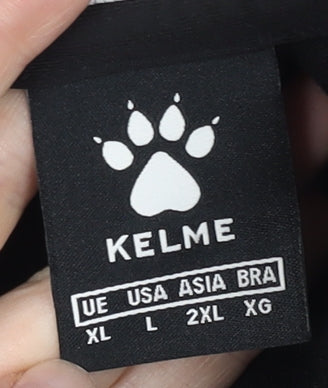 KELME
UE USA ASIA BRA
XL L 2XL XG